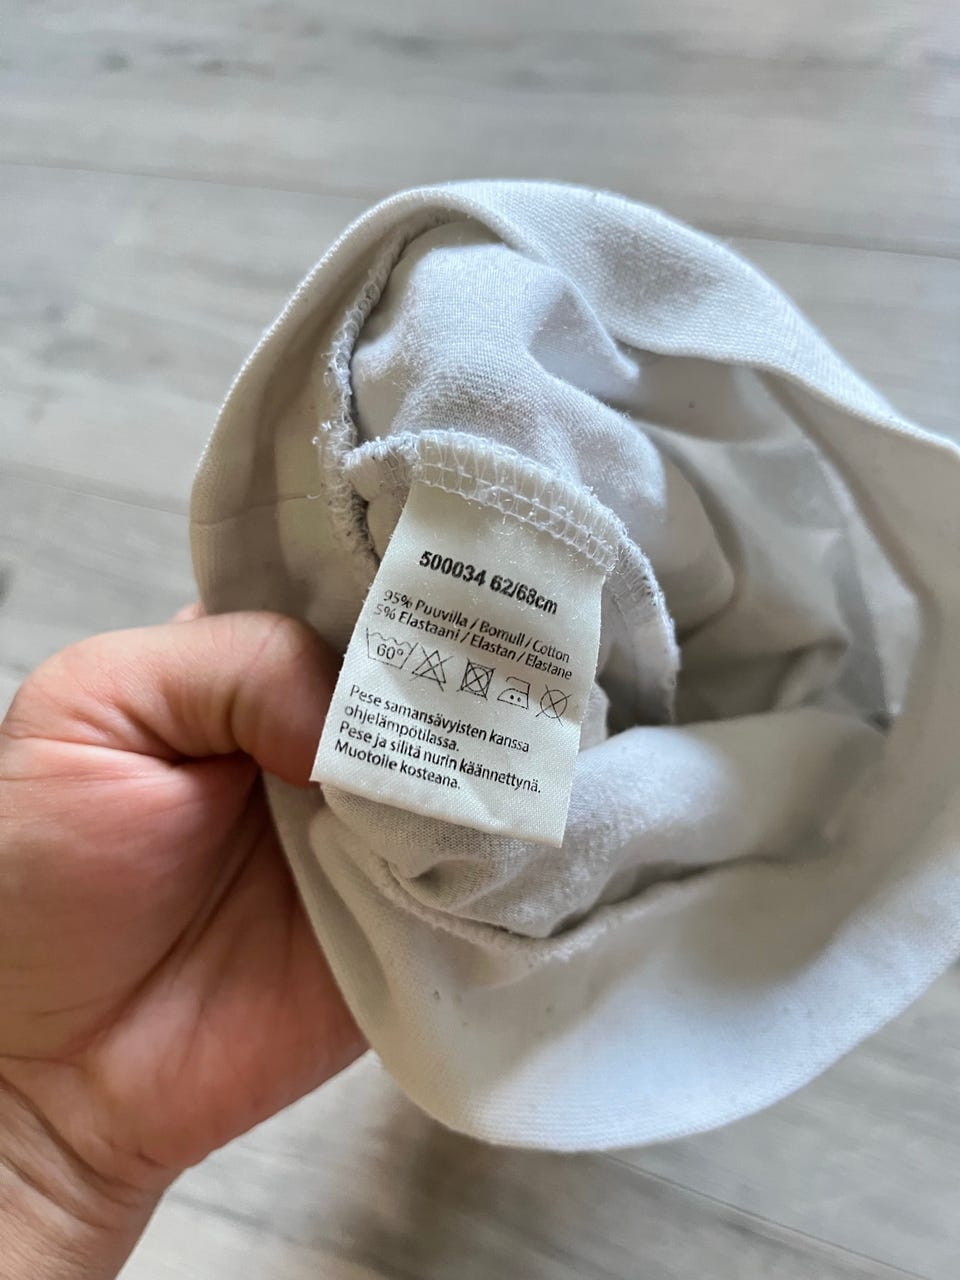 500034 62/68cm
95% Puuvilla / Bomull / Cotton
5% Elastaani / Elastan / Elastane
60°
Pese samansävyisten kanssa
ohjelämpötilassa.
Pese ja silitä nurin käännettynä.
Muotoile kosteana.